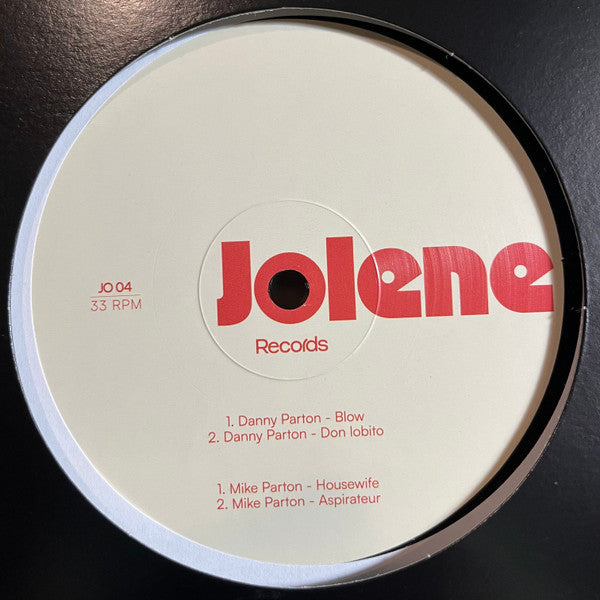 Jolene
Records
JO 04
33 RPM
1. Danny Parton - Blow
2. Danny Parton - Don lobito
1. Mike Parton - Housewife
2. Mike Parton - Aspirateur